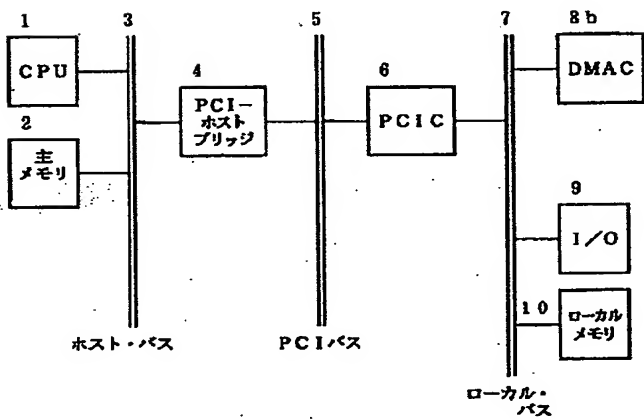 1
3
5
7
8b
CPU
4
6
DMAC
PCI－
ホスト
ブリッジ
PCIC
2
主
メモリ
9
I／O
10
ローカル
メモリ
ホスト・バス
PCIバス
ローカル・
バス